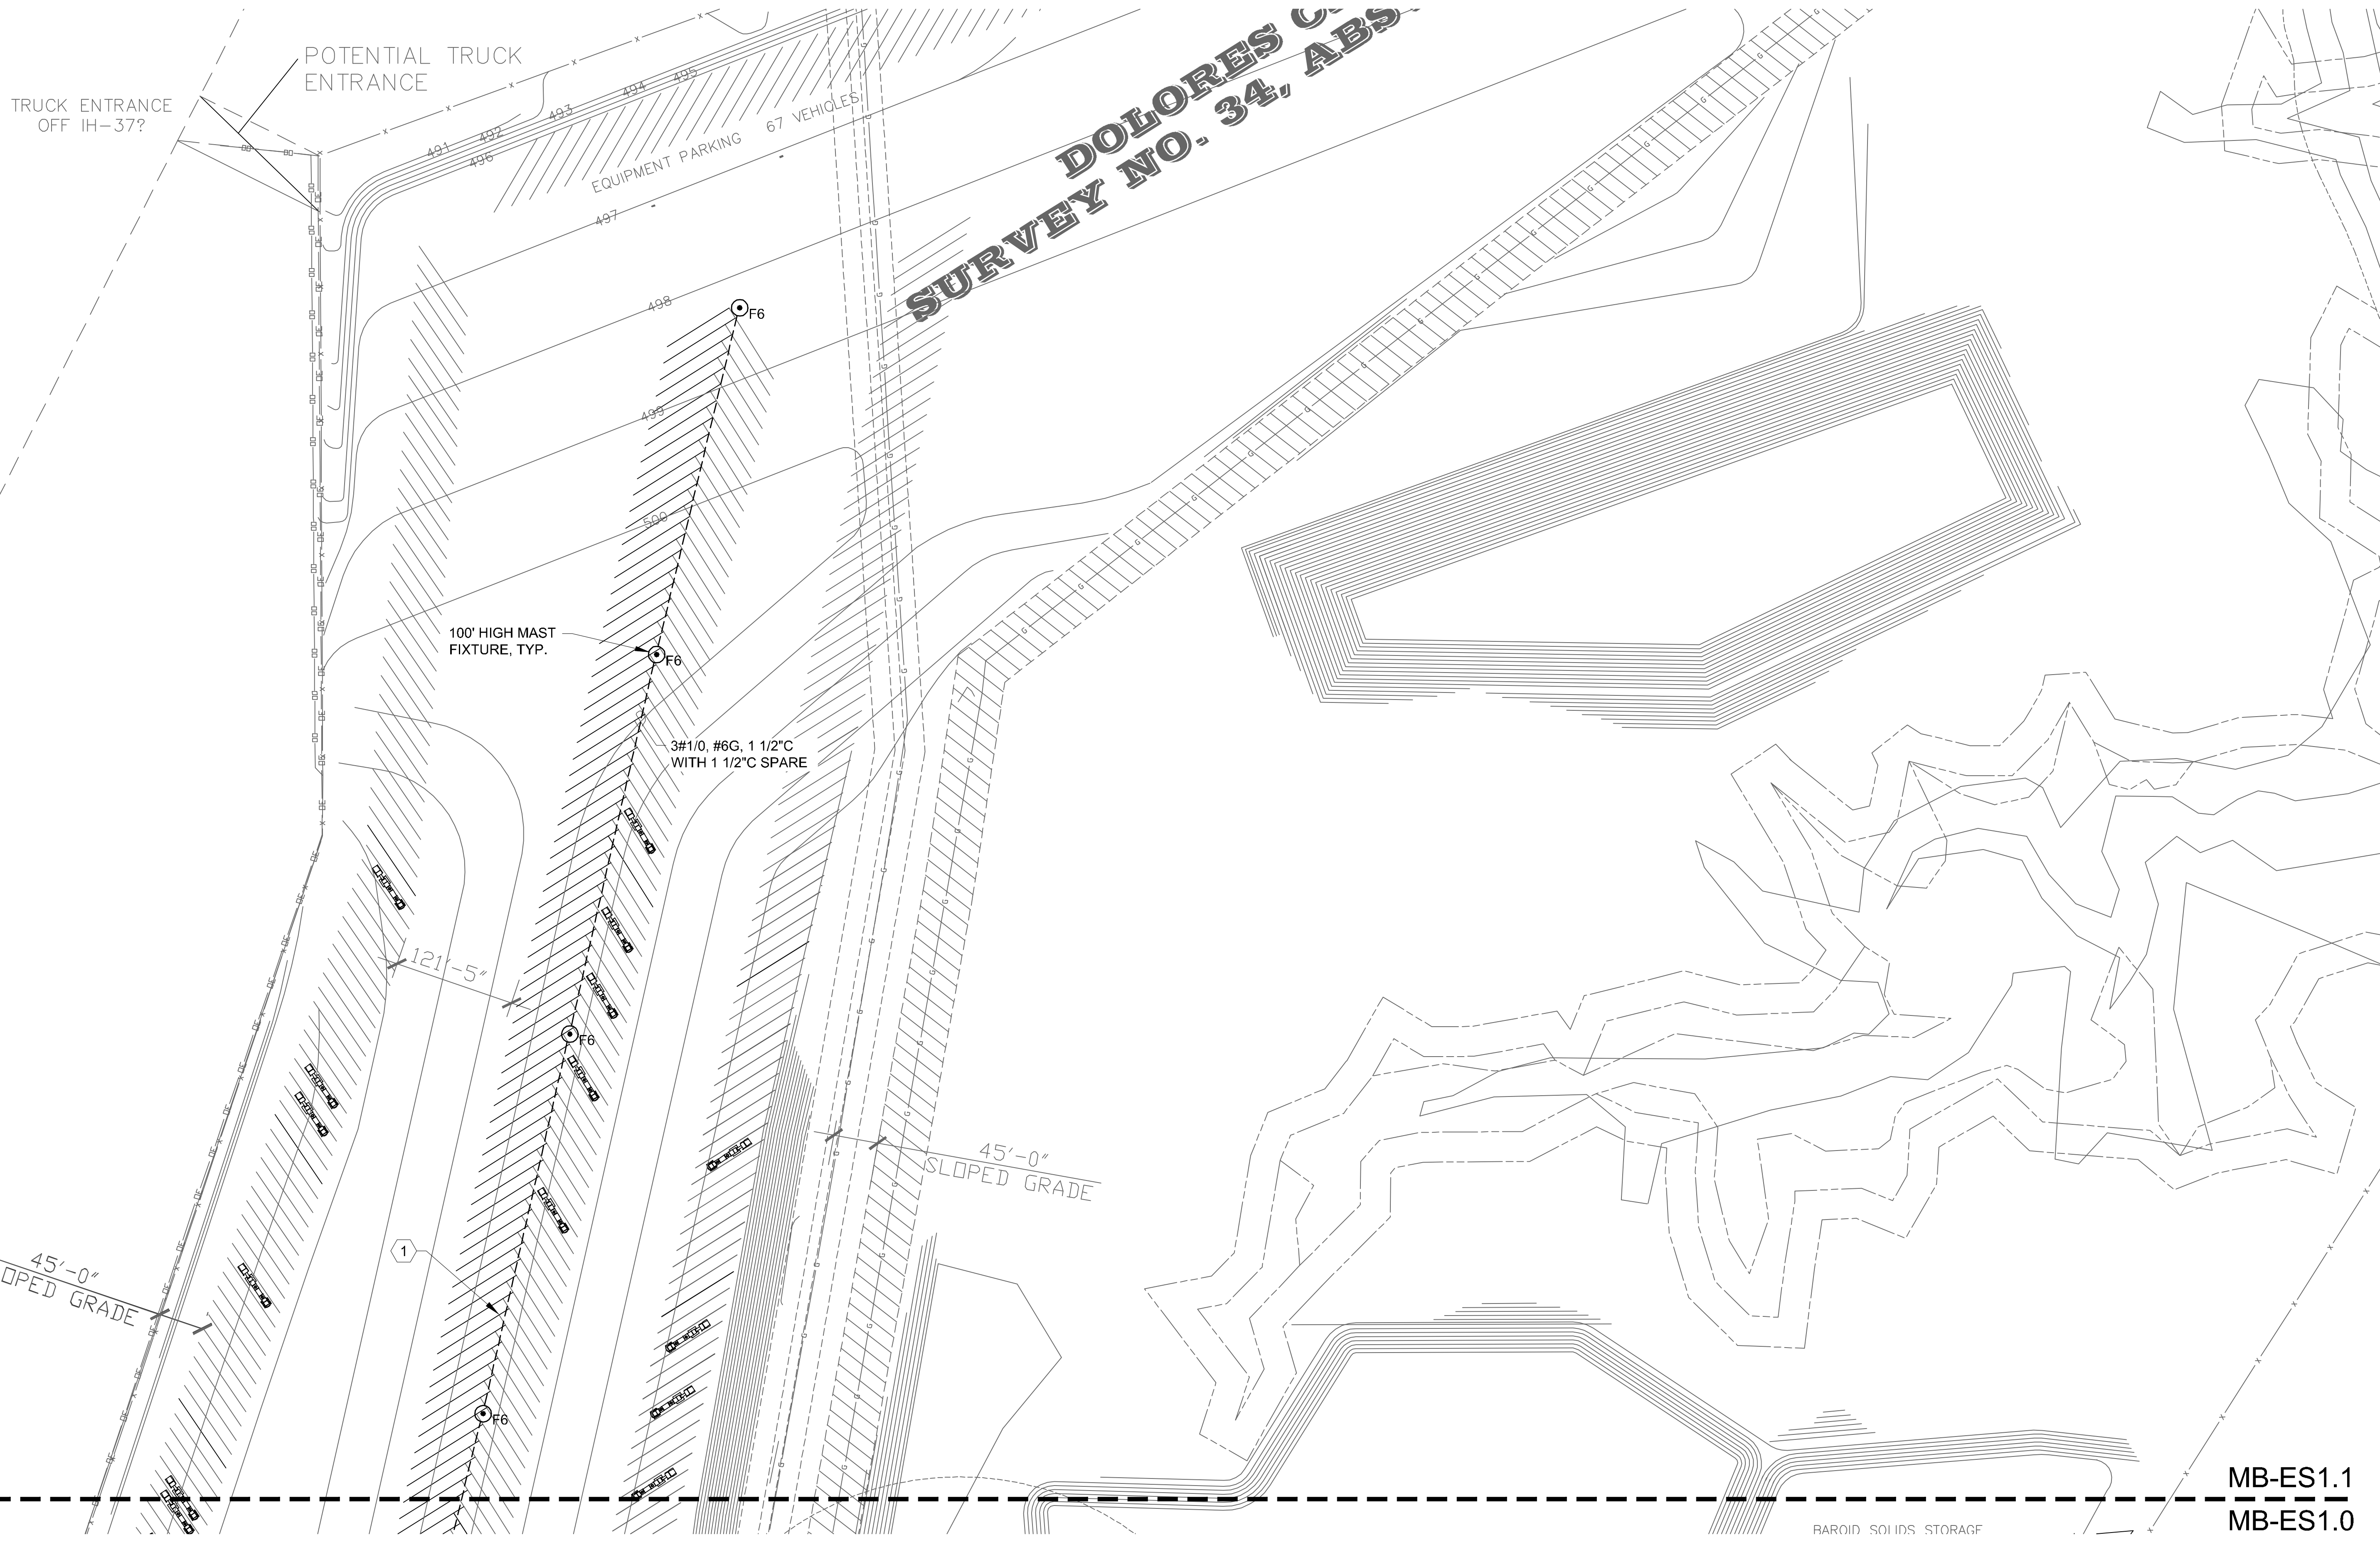 POTENTIAL TRUCK
ENTRANCE
TRUCK ENTRANCE
OFF IH-37?
491
492
493
494
495
496
EQUIPMENT PARKING 67 VEHICLES
497
498
499
500
DOLORES
SURVEY NO. 34, ABS
F6
100' HIGH MAST
FIXTURE, TYP.
F6
3#1/0, #6G, 1 1/2"C
WITH 1 1/2"C SPARE
121'-5"
F6
45'-0"
SLOPED GRADE
1
45'-0"
OPED GRADE
F6
MB-ES1.1
MB-ES1.0
BAROID SOLIDS STORAGE